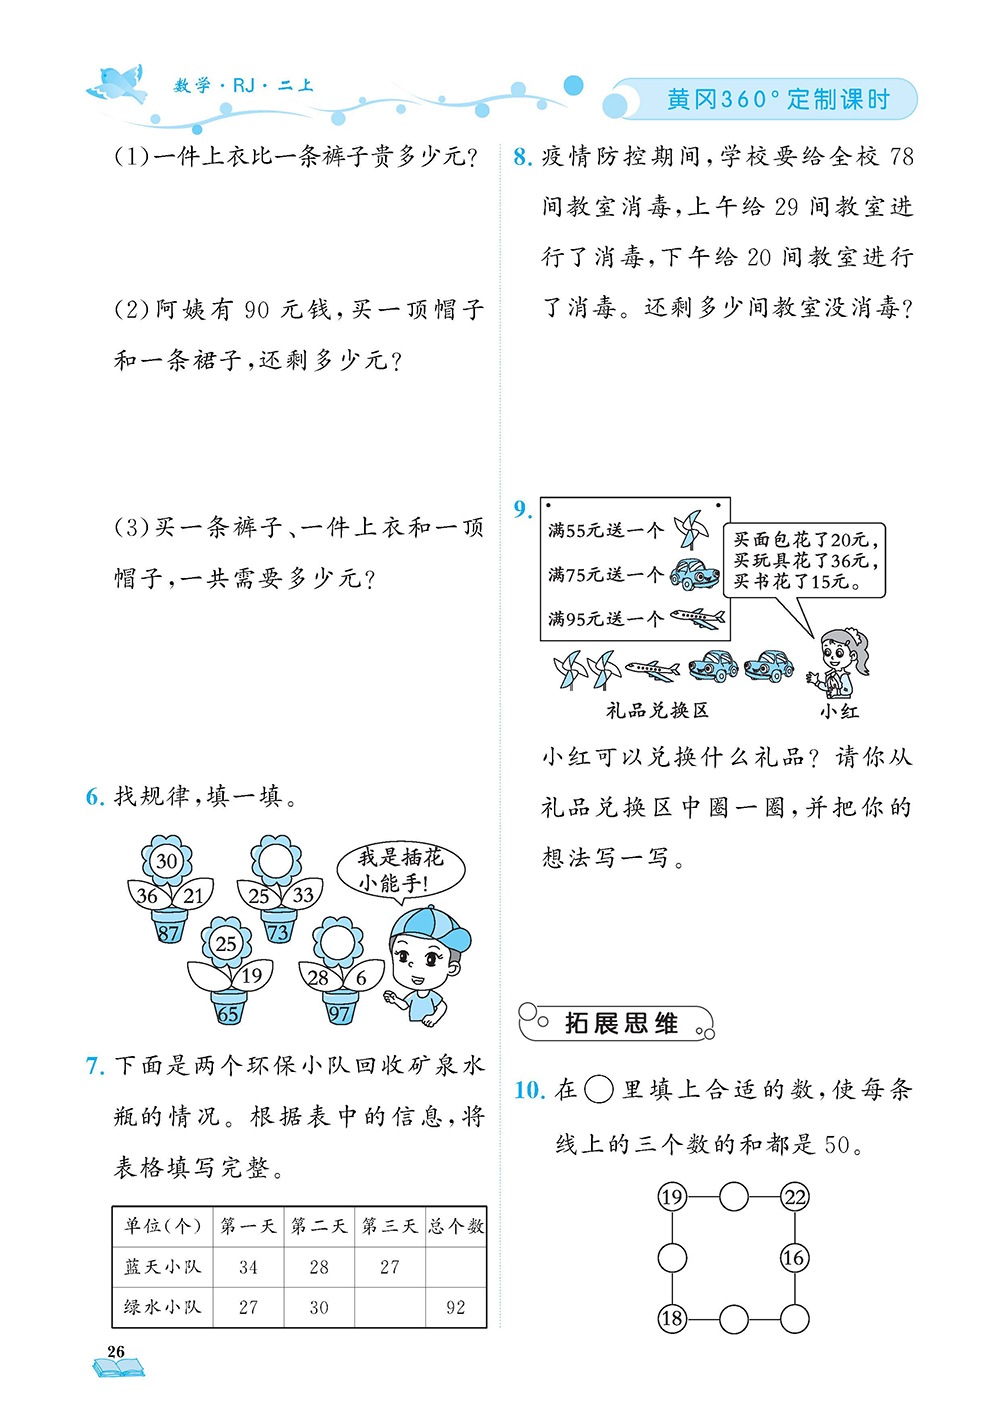 数学·RJ·二上
黄冈360°定制课时
(1)一件上衣比一条裤子贵多少元?
(2)阿姨有90元钱,买一顶帽子
和一条裙子,还剩多少元?
(3)买一条裤子、一件上衣和一顶
帽子,一共需要多少元?
6. 找规律,填一填。
30
36 21
87
25 33
73
25
19
65
28 6
97
我是插花
小能手!
7. 下面是两个环保小队回收矿泉水
瓶的情况。根据表中的信息,将
表格填写完整。
单位(个) 第一天 第二天 第三天 总个数
蓝天小队 34 28 27
绿水小队 27 30 92
26
8. 疫情防控期间,学校要给全校78
间教室消毒,上午给29间教室进
行了消毒,下午给20间教室进行
了消毒。还剩多少间教室没消毒?
9.
满55元送一个
满75元送一个
满95元送一个
买面包花了20元,
买玩具花了36元,
买书花了15元。
礼品兑换区
小红
小红可以兑换什么礼品?请你从
礼品兑换区中圈一圈,并把你的
想法写一写。
拓展思维
10. 在○里填上合适的数,使每条
线上的三个数的和都是50。
19 22
16
18